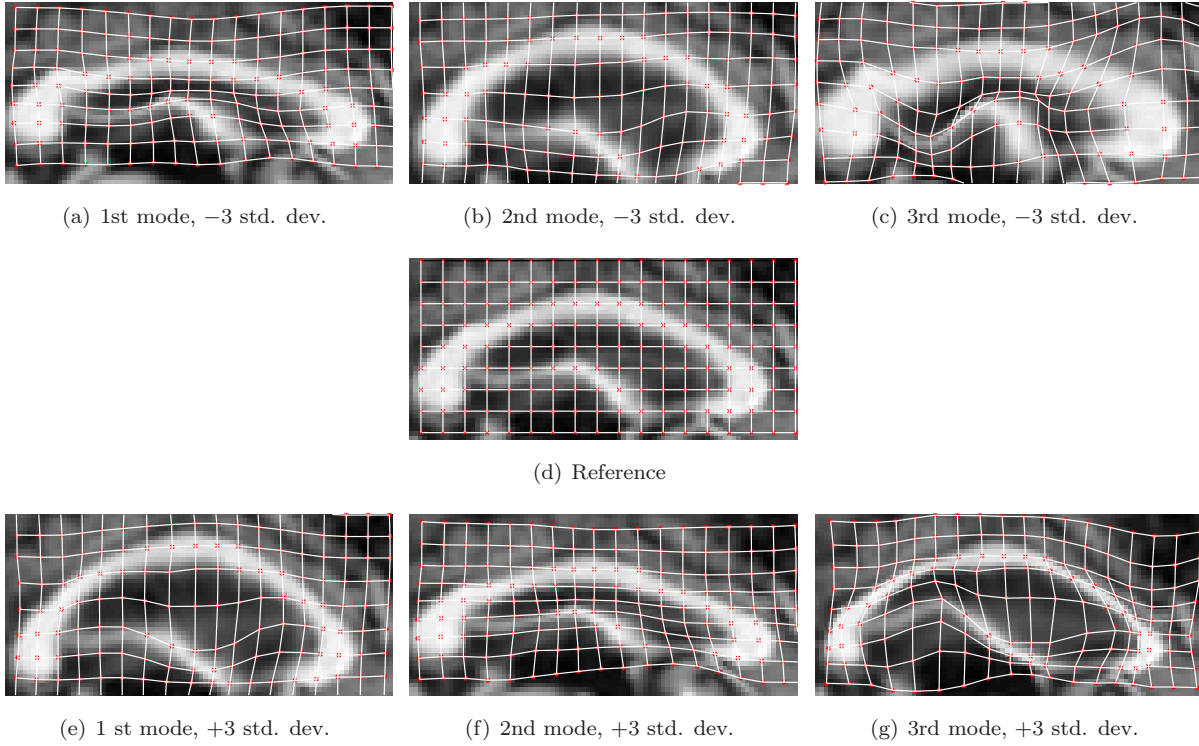 (a) 1st mode, −3 std. dev.
(b) 2nd mode, −3 std. dev.
(c) 3rd mode, −3 std. dev.
(d) Reference
(e) 1 st mode, +3 std. dev.
(f) 2nd mode, +3 std. dev.
(g) 3rd mode, +3 std. dev.